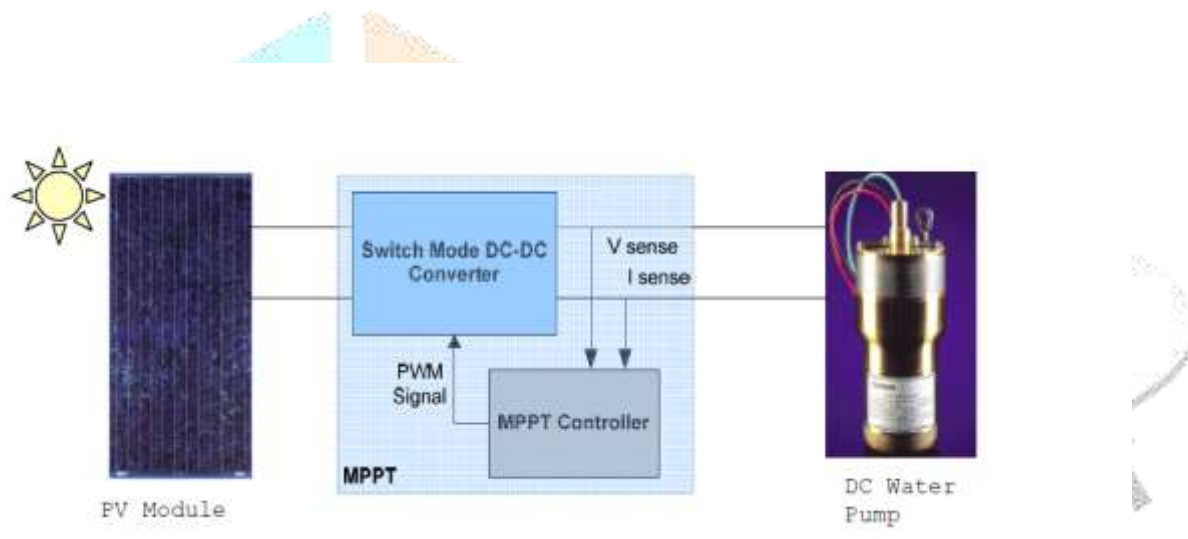 Switch Mode DC-DC
Converter
V sense
I sense
PWM
Signal
MPPT Controller
MPPT
PV Module
DC Water
Pump